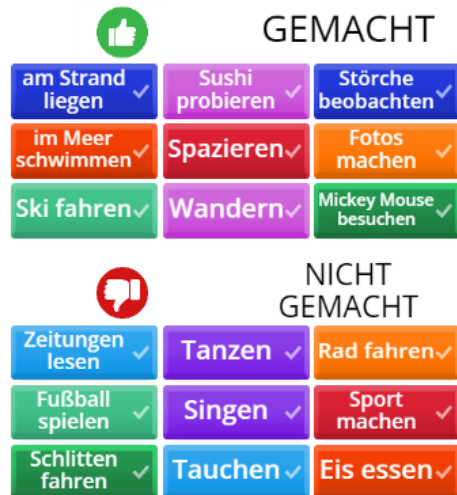 GEMACHT
am Strand
liegen
Sushi
probieren
Störche
beobachten
im Meer
schwimmen
Spazieren
Fotos
machen
Ski fahren
Wandern
Mickey Mouse
besuchen
NICHT
GEMACHT
Zeitungen
lesen
Tanzen
Rad fahren
Fußball
spielen
Singen
Sport
machen
Schlitten
fahren
Tauchen
Eis essen